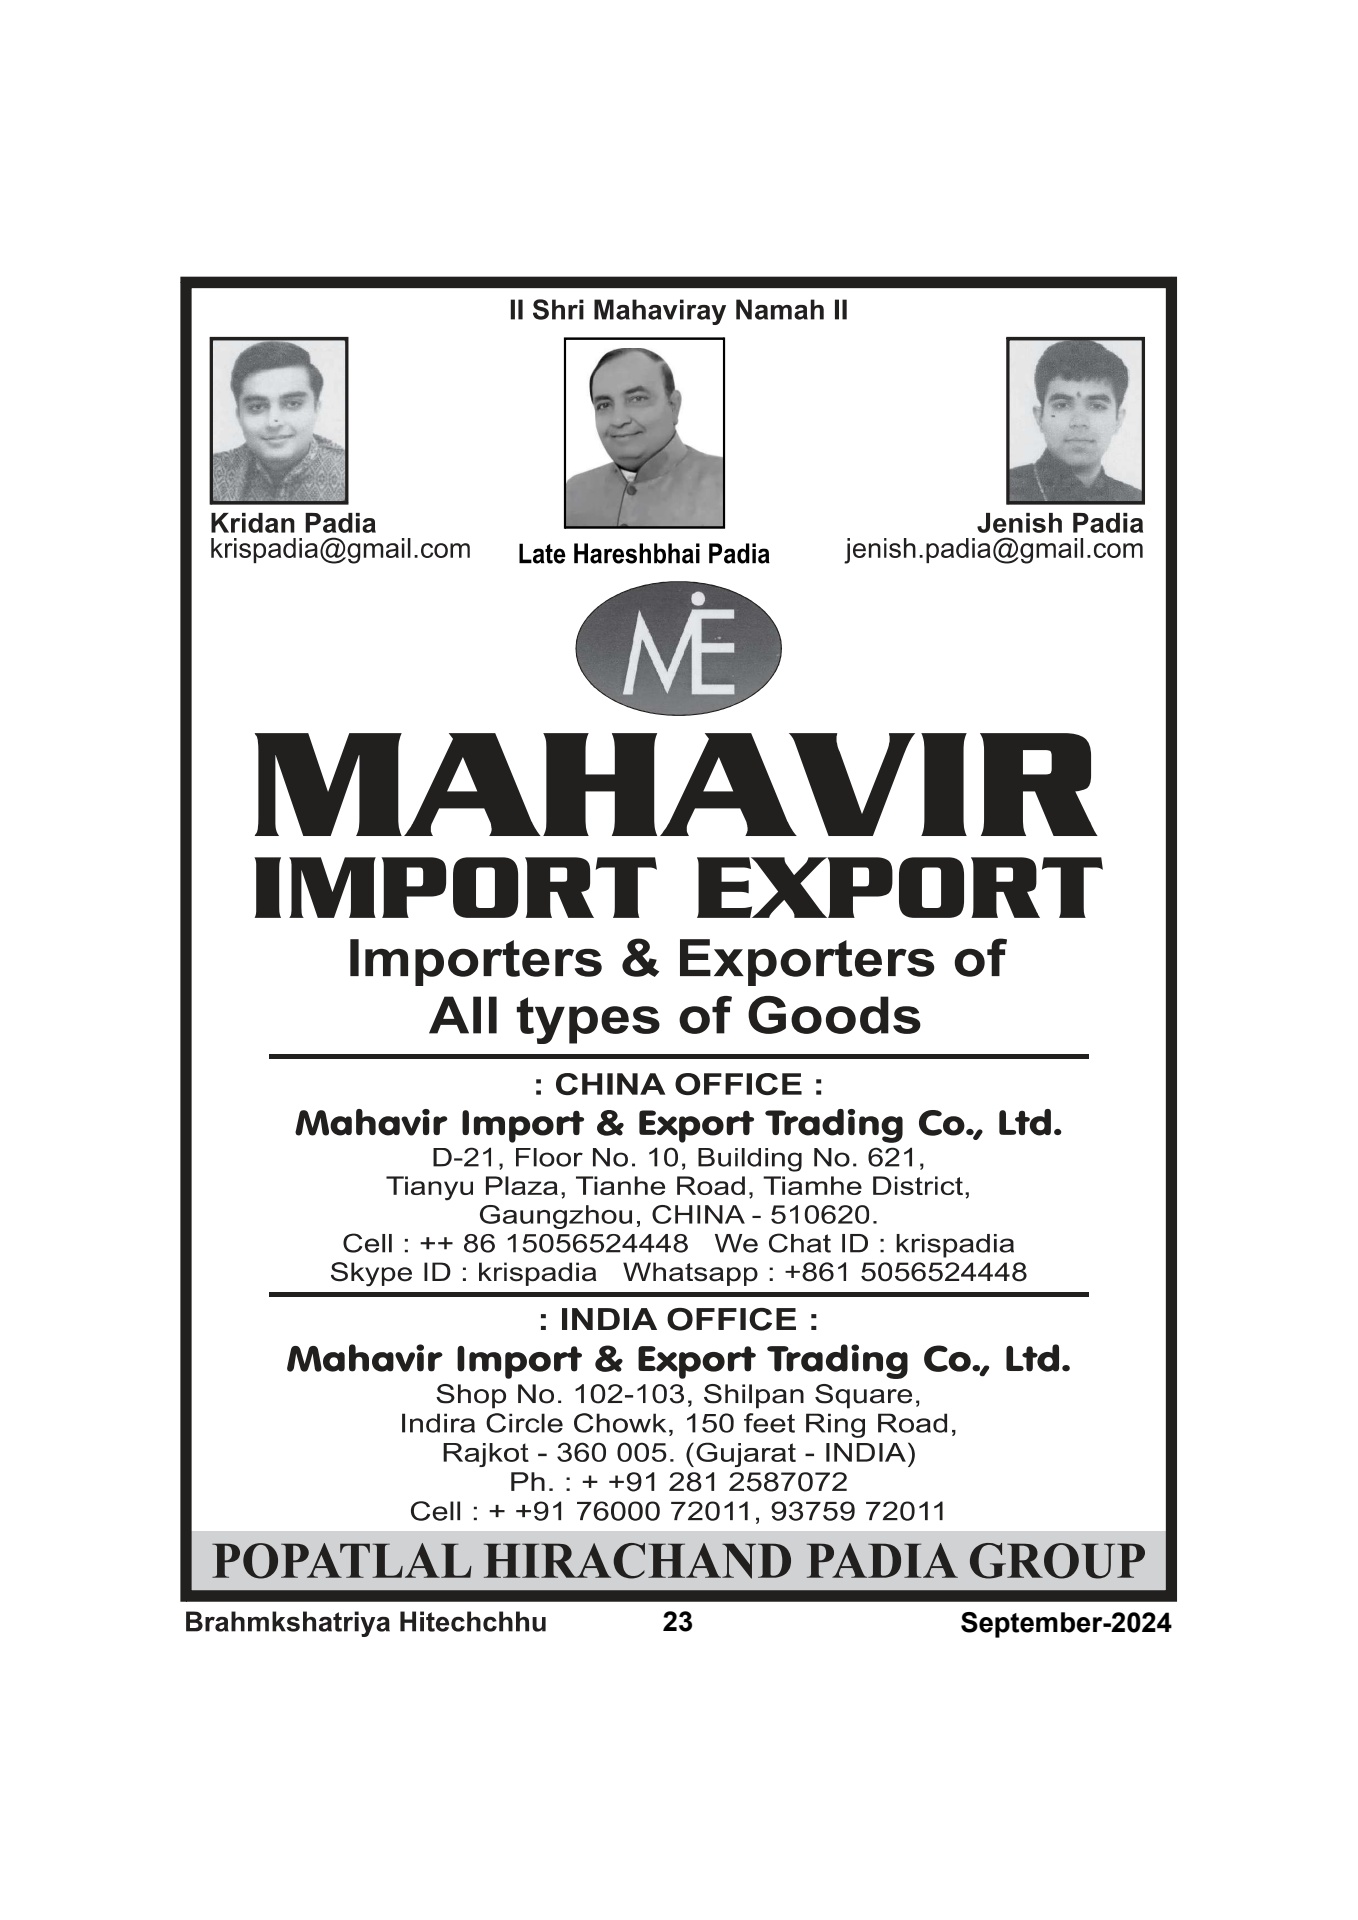 II Shri Mahaviray Namah II
Kridan Padia
krispadia@gmail.com
Late Hareshbhai Padia
Jenish Padia
jenish.padia@gmail.com
MiE
MAHAVIR
IMPORT EXPORT
Importers & Exporters of
All types of Goods
: CHINA OFFICE :
Mahavir Import & Export Trading Co., Ltd.
D-21, Floor No. 10, Building No. 621,
Tianyu Plaza, Tianhe Road, Tiamhe District,
Gaungzhou, CHINA - 510620.
Cell : ++ 86 15056524448 We Chat ID : krispadia
Skype ID : krispadia Whatsapp : +861 5056524448
: INDIA OFFICE :
Mahavir Import & Export Trading Co., Ltd.
Shop No. 102-103, Shilpan Square,
Indira Circle Chowk, 150 feet Ring Road,
Rajkot - 360 005. (Gujarat - INDIA)
Ph. : + +91 281 2587072
Cell : + +91 76000 72011, 93759 72011
POPATLAL HIRACHAND PADIA GROUP
Brahmkshatriya Hitechchhu 23 September-2024